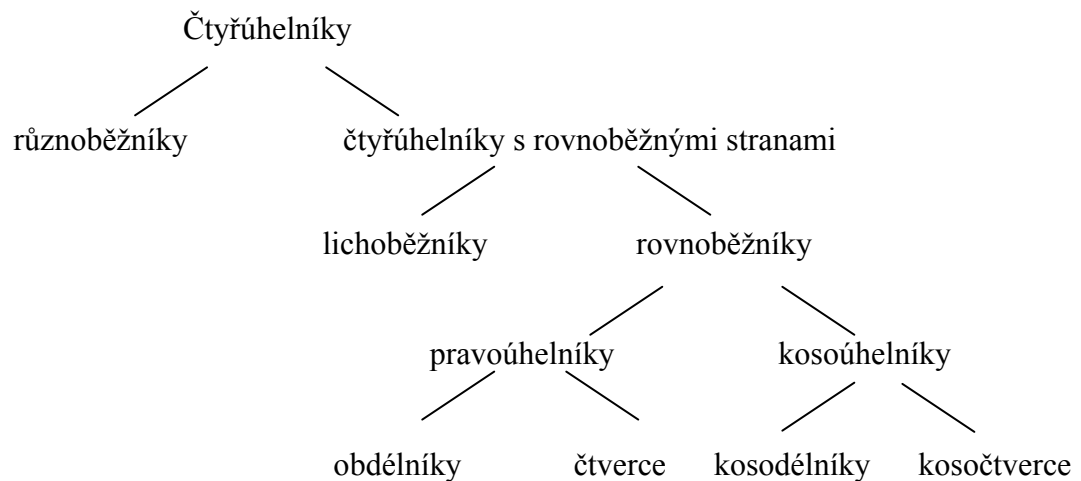 Čtyřúhelníky
různoběžníky čtyřúhelníky s rovnoběžnými stranami
lichoběžníky rovnoběžníky
pravoúhelníky kosoúhelníky
obdélníky čtverce kosodélníky kosočtverce